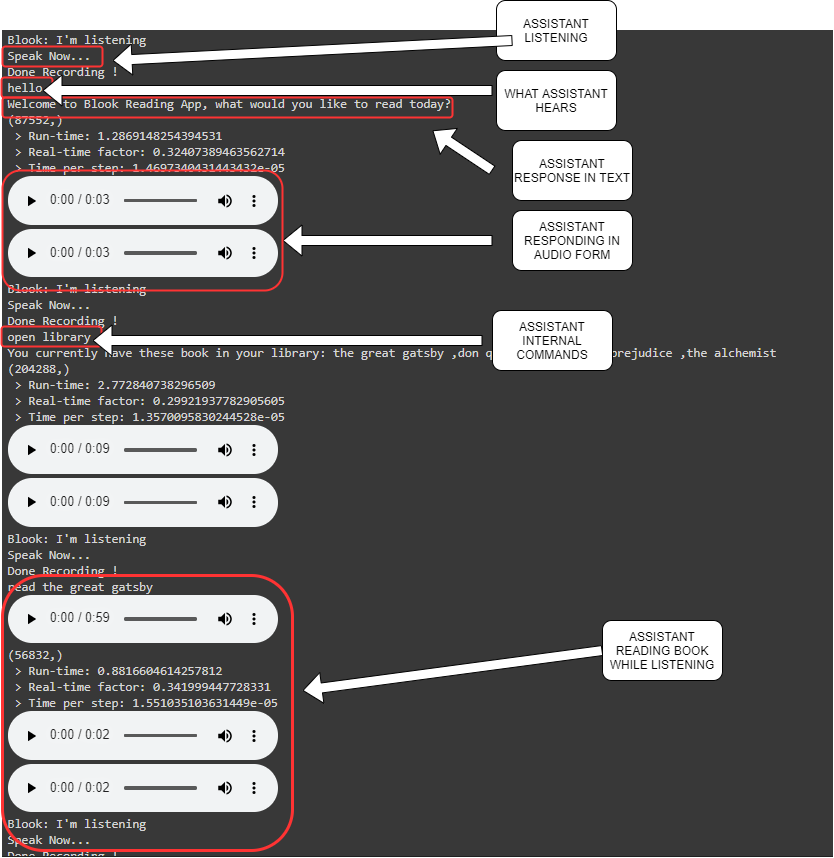 Blook: I'm listening
Speak Now...
Done Recording !
hello
Welcome to Blook Reading App, what would you like to read today?
(87552,)
> Run-time: 1.2869148254394531
> Real-time factor: 0.32407389463562714
> Time per step: 1.4697340431443432e-05
0:00 / 0:03
0:00 / 0:03
Blook: I'm listening
Speak Now...
Done Recording !
open library
You currently have these book in your library: the great gatsby ,don q prejudice ,the alchemist
(204288,)
> Run-time: 2.772840738296509
> Real-time factor: 0.29921937782905605
> Time per step: 1.3570095830244528e-05
0:00 / 0:09
0:00 / 0:09
Blook: I'm listening
Speak Now...
Done Recording !
read the great gatsby
0:00 / 0:59
(56832,)
> Run-time: 0.8816604614257812
> Real-time factor: 0.341999447728331
> Time per step: 1.551035103631449e-05
0:00 / 0:02
0:00 / 0:02
Blook: I'm listening
Speak Now...
Done Recording !
ASSISTANT
LISTENING
WHAT ASSISTANT
HEARS
ASSISTANT
RESPONSE IN TEXT
ASSISTANT
RESPONDING IN
AUDIO FORM
ASSISTANT
INTERNAL
COMMANDS
ASSISTANT
READING BOOK
WHILE LISTENING